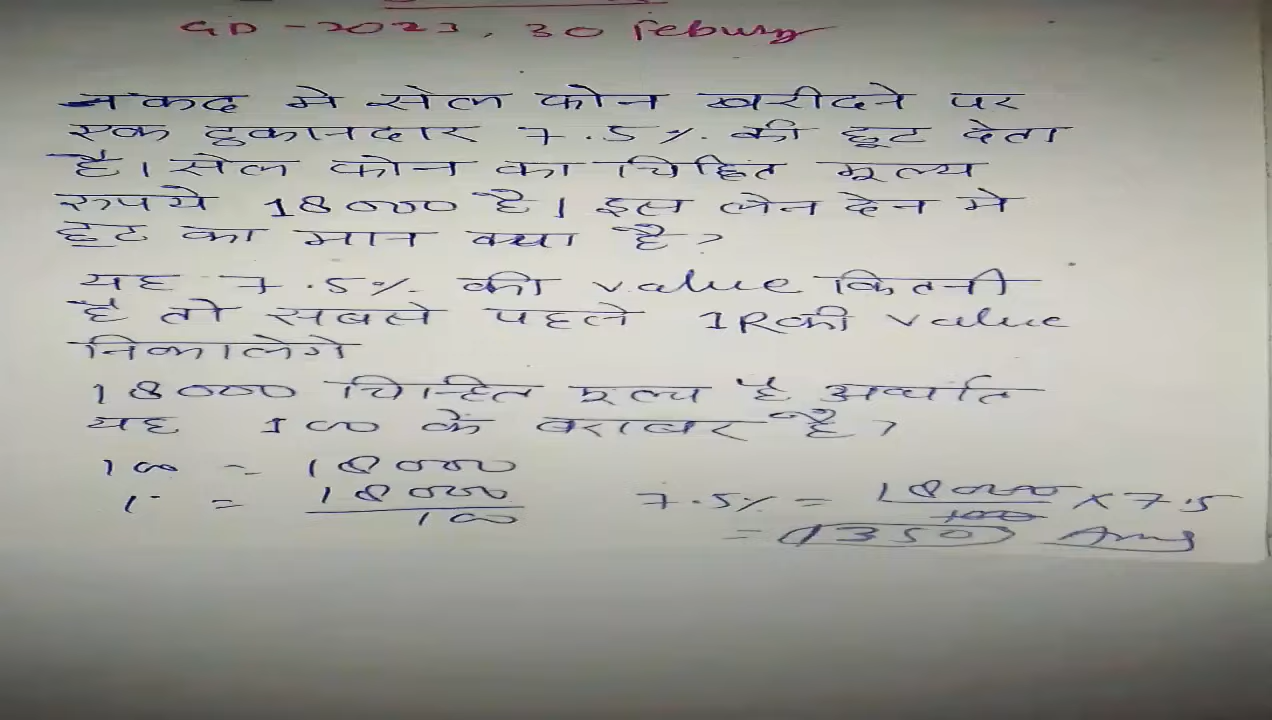 GD - 2023, 30 Feburg
नकद मे सेल फोन खरीदने पर
एक दुकानदार 7.5%. की छूट देता
है। सेल फोन का चिह्नित मूल्य
रुपये 18000 है। इस लेन देन मे
छूट का मान क्या है?
यह 7.5%. की value कितनी
है तो सबसे पहले 1 की value
निकालेगे
18000 चिह्नित मूल्य है अर्थात
यह 100 के बराबर है?
100 = 18000
1 = 18000/100
7.5% = 18000/100 × 7.5
= 1350 Ans